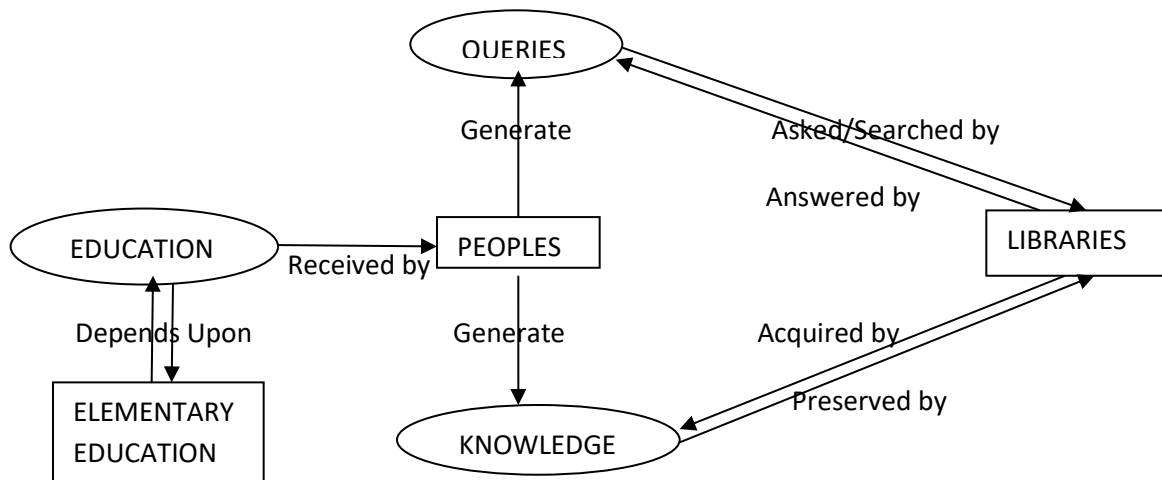 QUERIES
Generate
Asked/Searched by
Answered by
EDUCATION
Received by
PEOPLES
LIBRARIES
Depends Upon
Generate
Acquired by
Preserved by
ELEMENTARY
EDUCATION
KNOWLEDGE